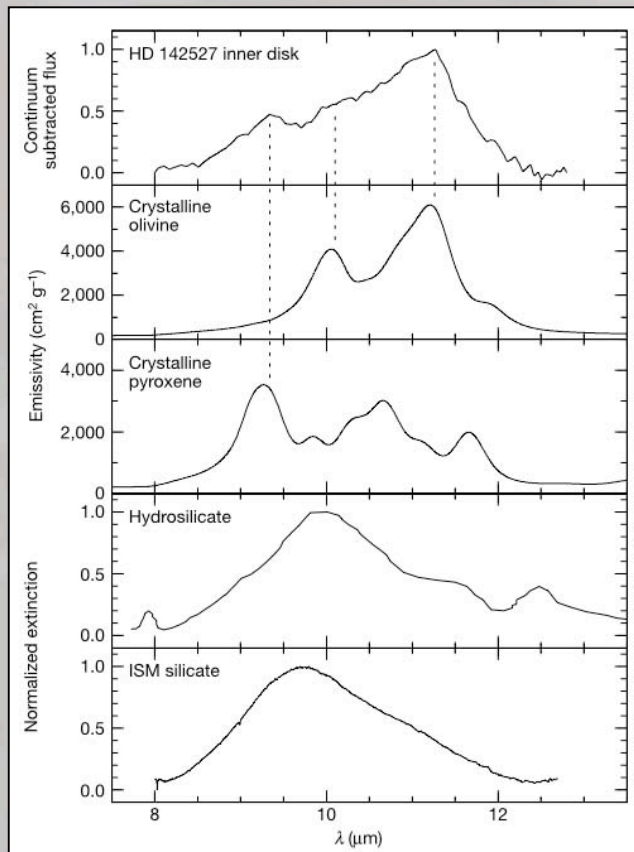 Continuum
subtracted flux
1.0
0.5
0.0
HD 142527 inner disk
Emissivity (cm² g⁻¹)
6,000
4,000
2,000
0
Crystalline
olivine
4,000
2,000
0
Crystalline
pyroxene
Normalized extinction
1.0
0.5
0.0
Hydrosilicate
1.0
0.5
0.0
ISM silicate
8
10
12
λ (μm)